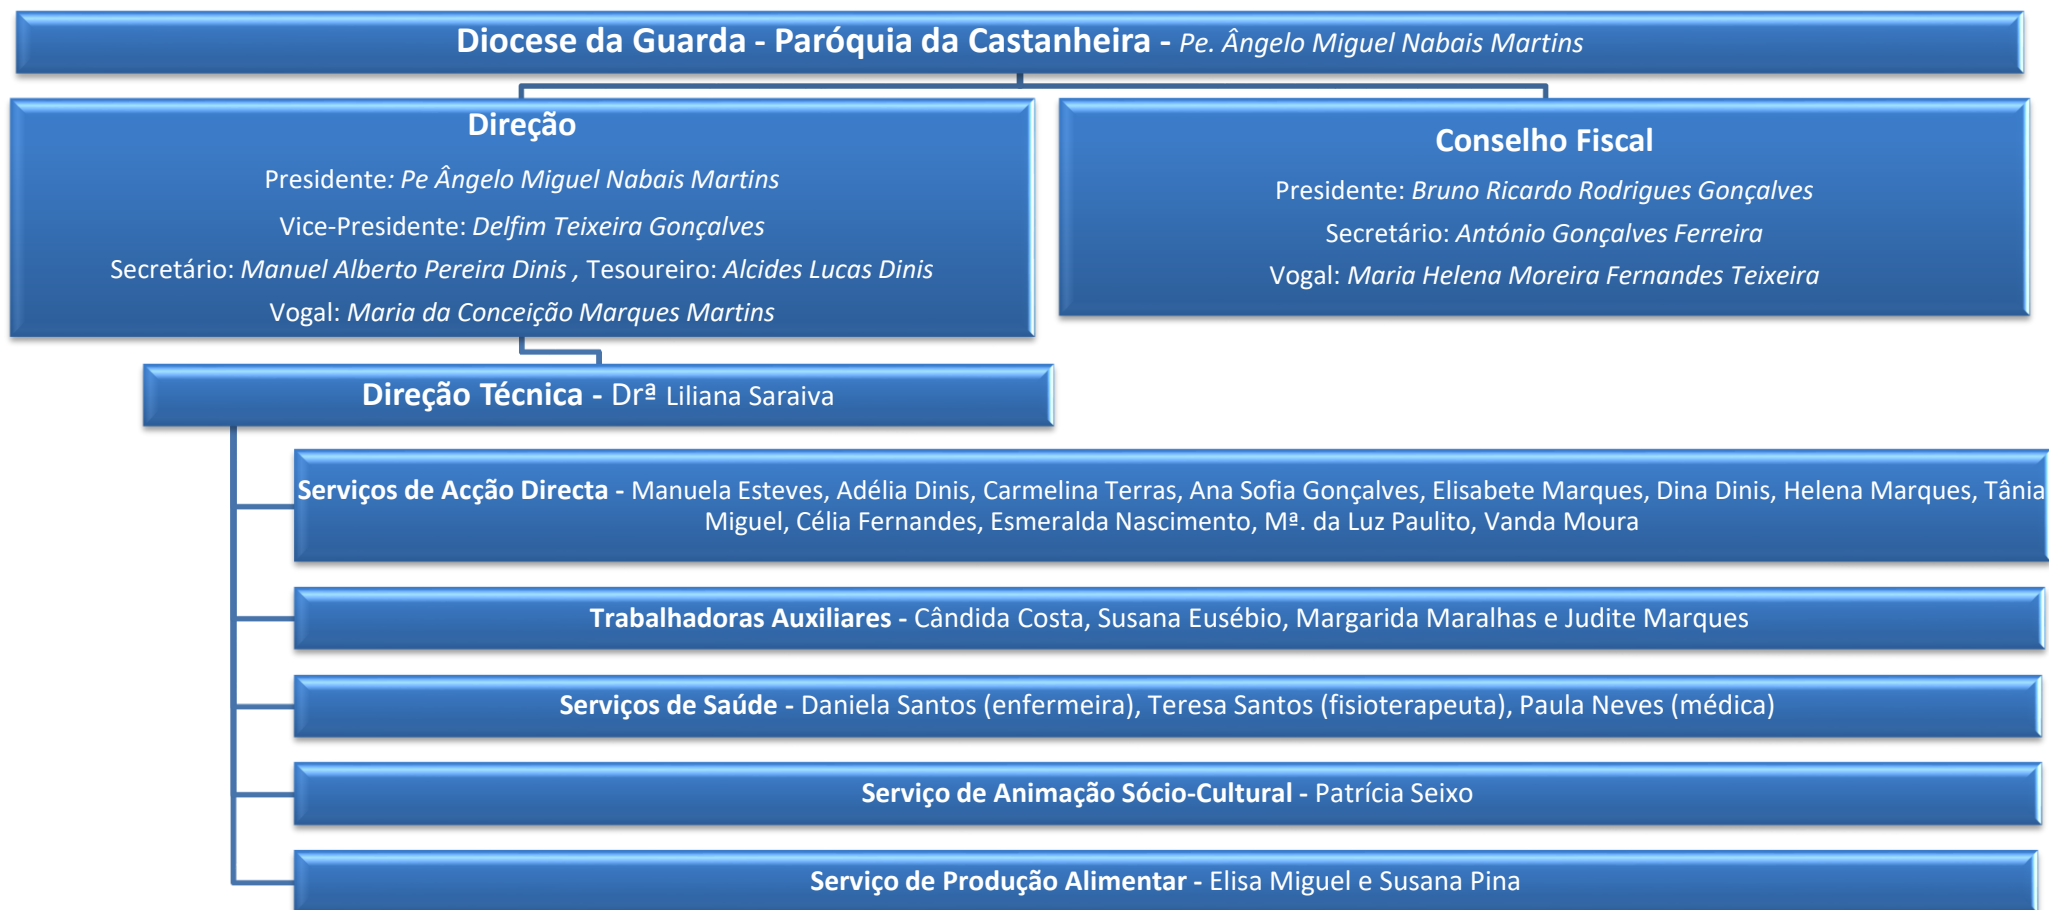 Diocese da Guarda - Paróquia da Castanheira - Pe. Ângelo Miguel Nabais Martins
Direção
Presidente: Pe Ângelo Miguel Nabais Martins
Vice-Presidente: Delfim Teixeira Gonçalves
Secretário: Manuel Alberto Pereira Dinis , Tesoureiro: Alcides Lucas Dinis
Vogal: Maria da Conceição Marques Martins
Conselho Fiscal
Presidente: Bruno Ricardo Rodrigues Gonçalves
Secretário: António Gonçalves Ferreira
Vogal: Maria Helena Moreira Fernandes Teixeira
Direção Técnica - Drª Liliana Saraiva
Serviços de Acção Directa - Manuela Esteves, Adélia Dinis, Carmelina Terras, Ana Sofia Gonçalves, Elisabete Marques, Dina Dinis, Helena Marques, Tânia
Miguel, Célia Fernandes, Esmeralda Nascimento, Mª. da Luz Paulito, Vanda Moura
Trabalhadoras Auxiliares - Cândida Costa, Susana Eusébio, Margarida Maralhas e Judite Marques
Serviços de Saúde - Daniela Santos (enfermeira), Teresa Santos (fisioterapeuta), Paula Neves (médica)
Serviço de Animação Sócio-Cultural - Patrícia Seixo
Serviço de Produção Alimentar - Elisa Miguel e Susana Pina